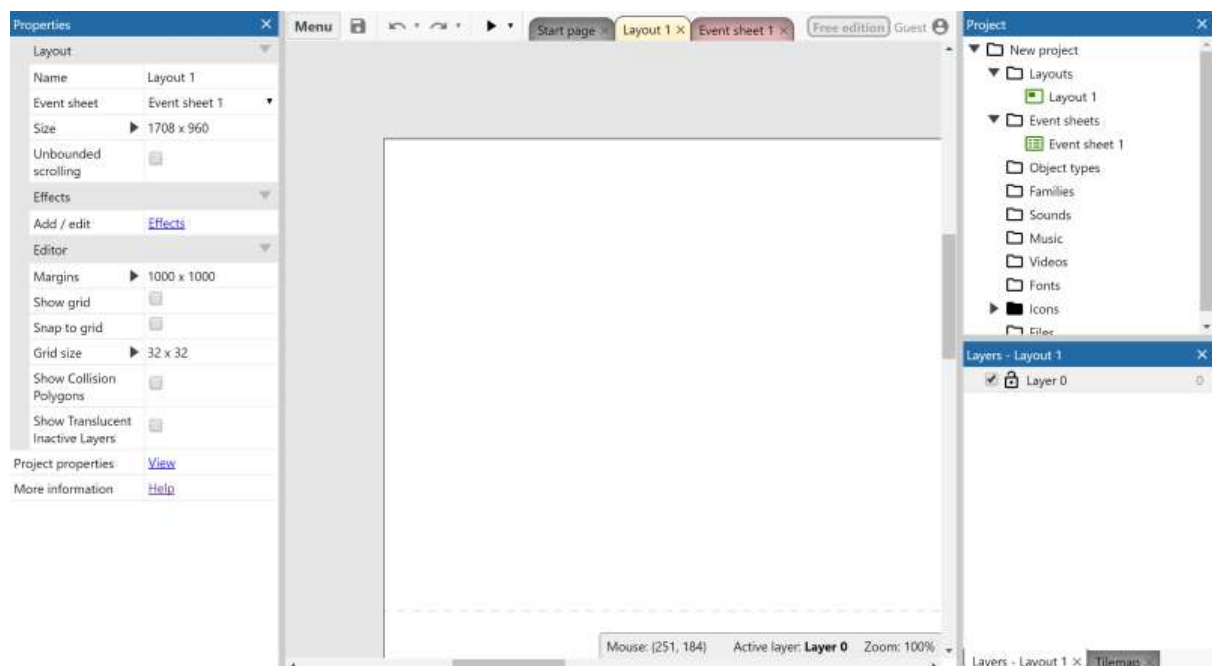 Properties
Layout
Name Layout 1
Event sheet Event sheet 1
Size 1708 x 960
Unbounded
scrolling
Effects
Add / edit Effects
Editor
Margins 1000 x 1000
Show grid
Snap to grid
Grid size 32 x 32
Show Collision
Polygons
Show Translucent
Inactive Layers
Project properties View
More information Help
Menu Start page Layout 1 Event sheet 1 Free edition Guest
Mouse: (251, 184) Active layer: Layer 0 Zoom: 100%
Project
New project
Layouts
Layout 1
Event sheets
Event sheet 1
Object types
Families
Sounds
Music
Videos
Fonts
Icons
Files
Layers - Layout 1
Layer 0 0
Layers - Layout 1 Tilemap